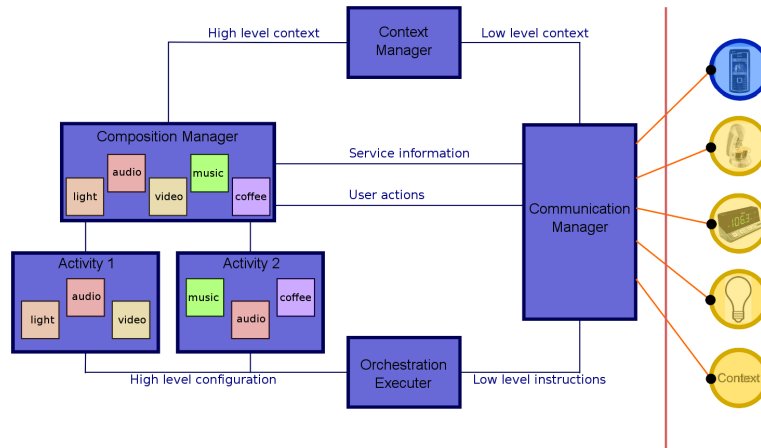 High level context
Context
Manager
Low level context
Composition Manager
light
audio
video
music
coffee
Service information
User actions
Communication
Manager
Activity 1
light
audio
video
Activity 2
music
audio
coffee
High level configuration
Orchestration
Executer
Low level instructions
1063
Context